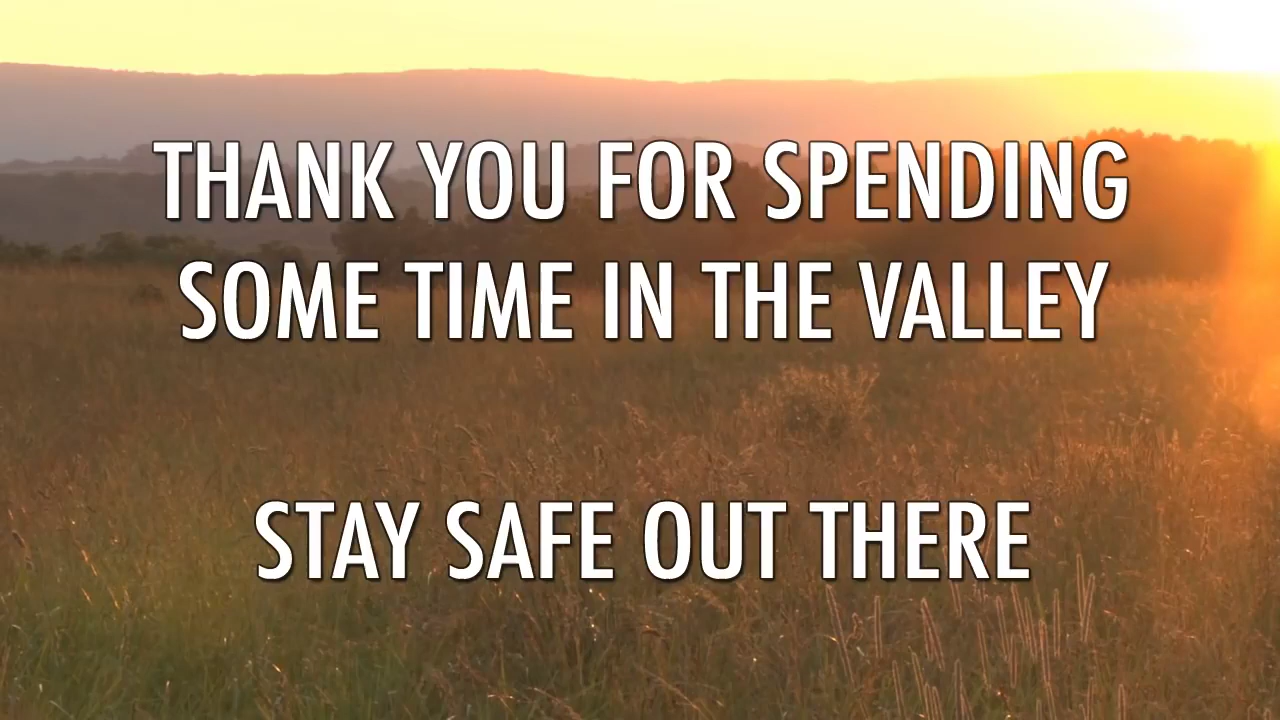 THANK YOU FOR SPENDING
SOME TIME IN THE VALLEY
STAY SAFE OUT THERE